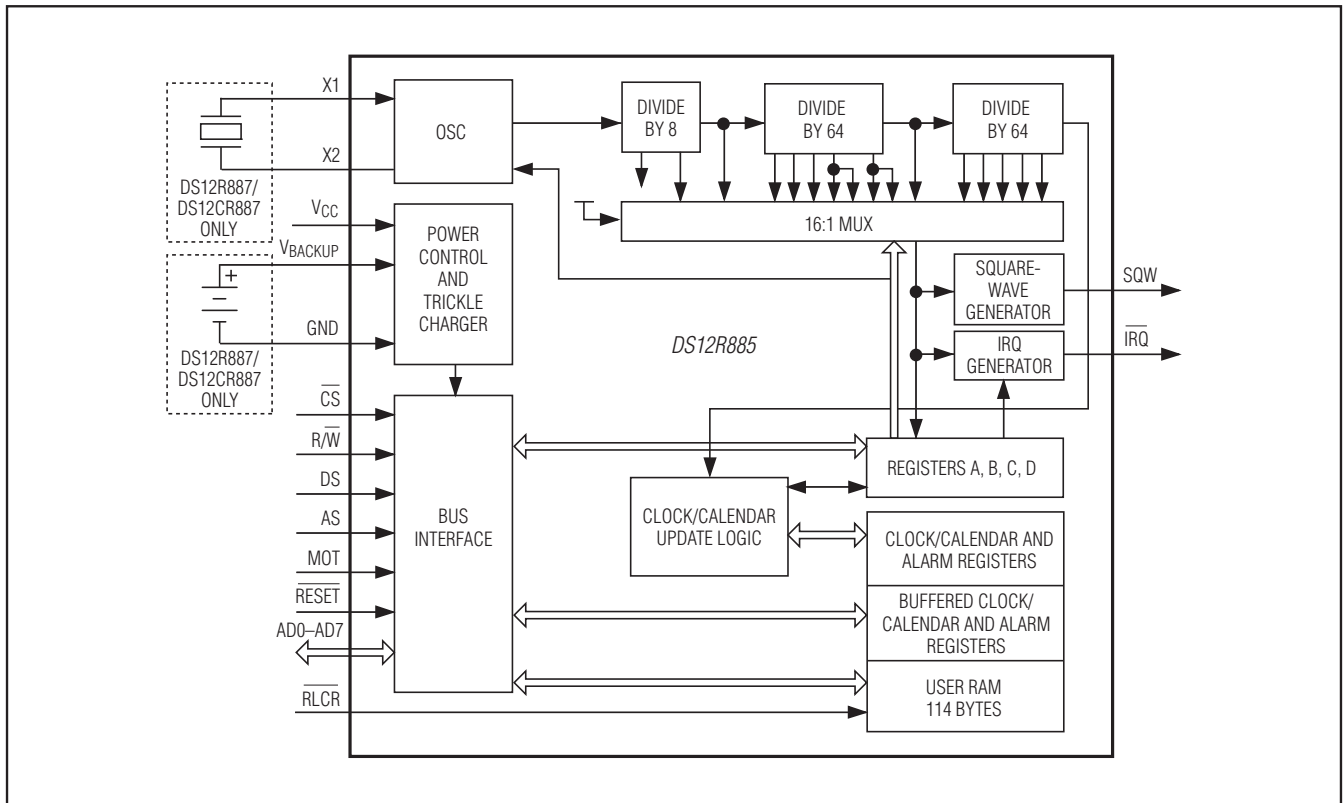 X1
X2
DS12R887/
DS12CR887
ONLY
VCC
VBACKUP
+
GND
DS12R887/
DS12CR887
ONLY
CS
R/W
DS
AS
MOT
RESET
AD0–AD7
RLCR
OSC
POWER
CONTROL
AND
TRICKLE
CHARGER
BUS
INTERFACE
DIVIDE
BY 8
DIVIDE
BY 64
DIVIDE
BY 64
16:1 MUX
SQUARE-
WAVE
GENERATOR
SQW
IRQ
GENERATOR
IRQ
DS12R885
REGISTERS A, B, C, D
CLOCK/CALENDAR
UPDATE LOGIC
CLOCK/CALENDAR AND
ALARM REGISTERS
BUFFERED CLOCK/
CALENDAR AND ALARM
REGISTERS
USER RAM
114 BYTES